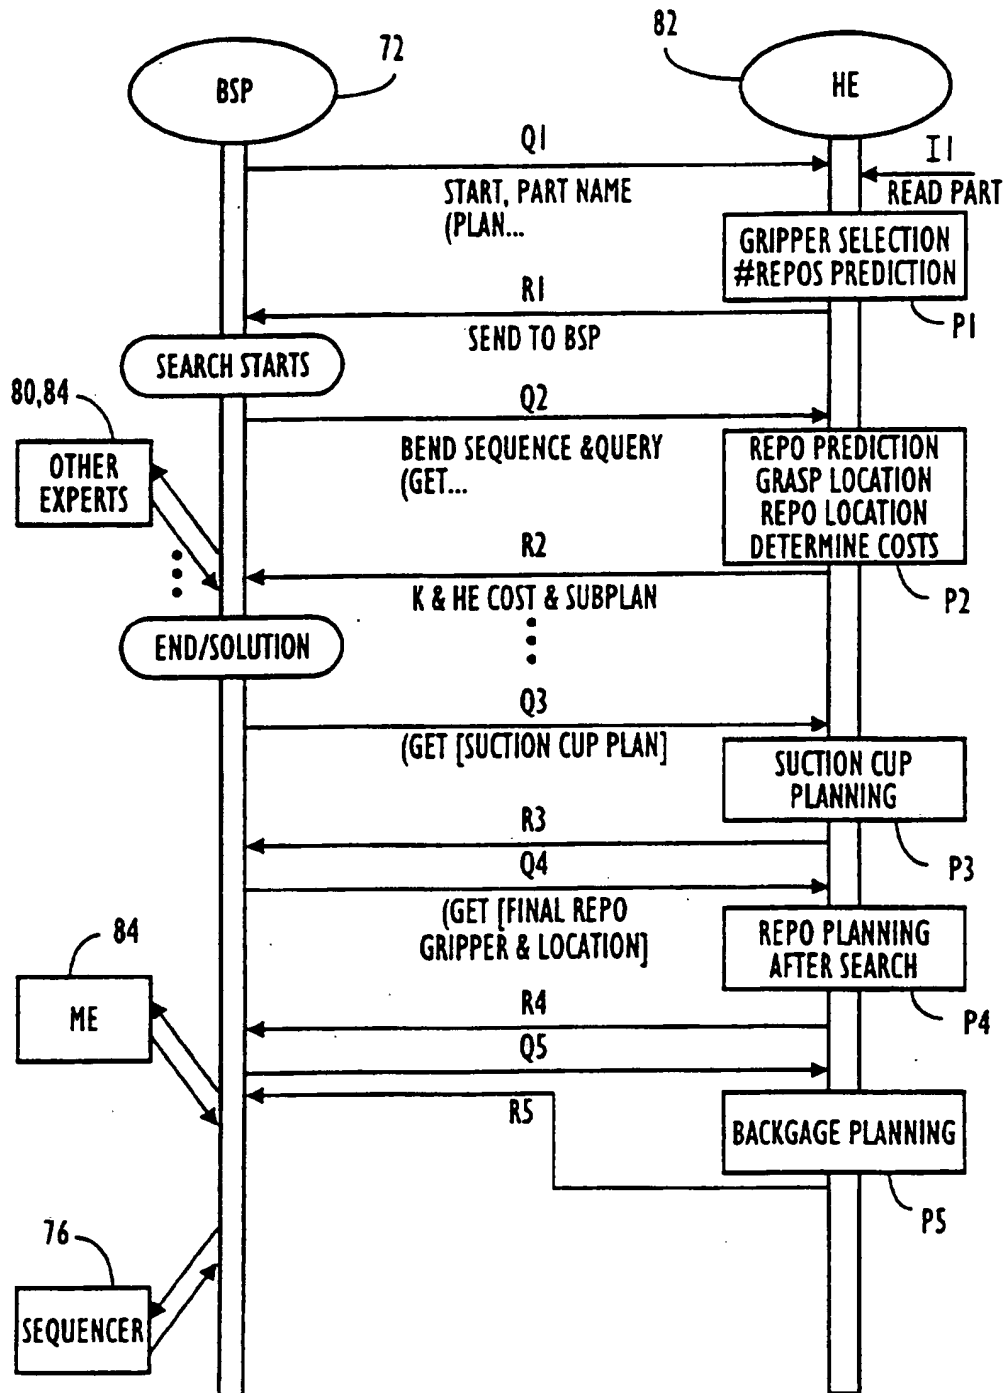 72
82
BSP
HE
Q1
I1
START, PART NAME
(PLAN...
READ PART
GRIPPER SELECTION
#REPOS PREDICTION
R1
P1
SEND TO BSP
SEARCH STARTS
80,84
Q2
OTHER
EXPERTS
BEND SEQUENCE &QUERY
(GET...
REPO PREDICTION
GRASP LOCATION
REPO LOCATION
DETERMINE COSTS
R2
P2
K & HE COST & SUBPLAN
END/SOLUTION
Q3
(GET [SUCTION CUP PLAN]
SUCTION CUP
PLANNING
R3
P3
Q4
(GET [FINAL REPO
GRIPPER & LOCATION]
REPO PLANNING
AFTER SEARCH
84
ME
R4
P4
Q5
R5
BACKGAGE PLANNING
P5
76
SEQUENCER